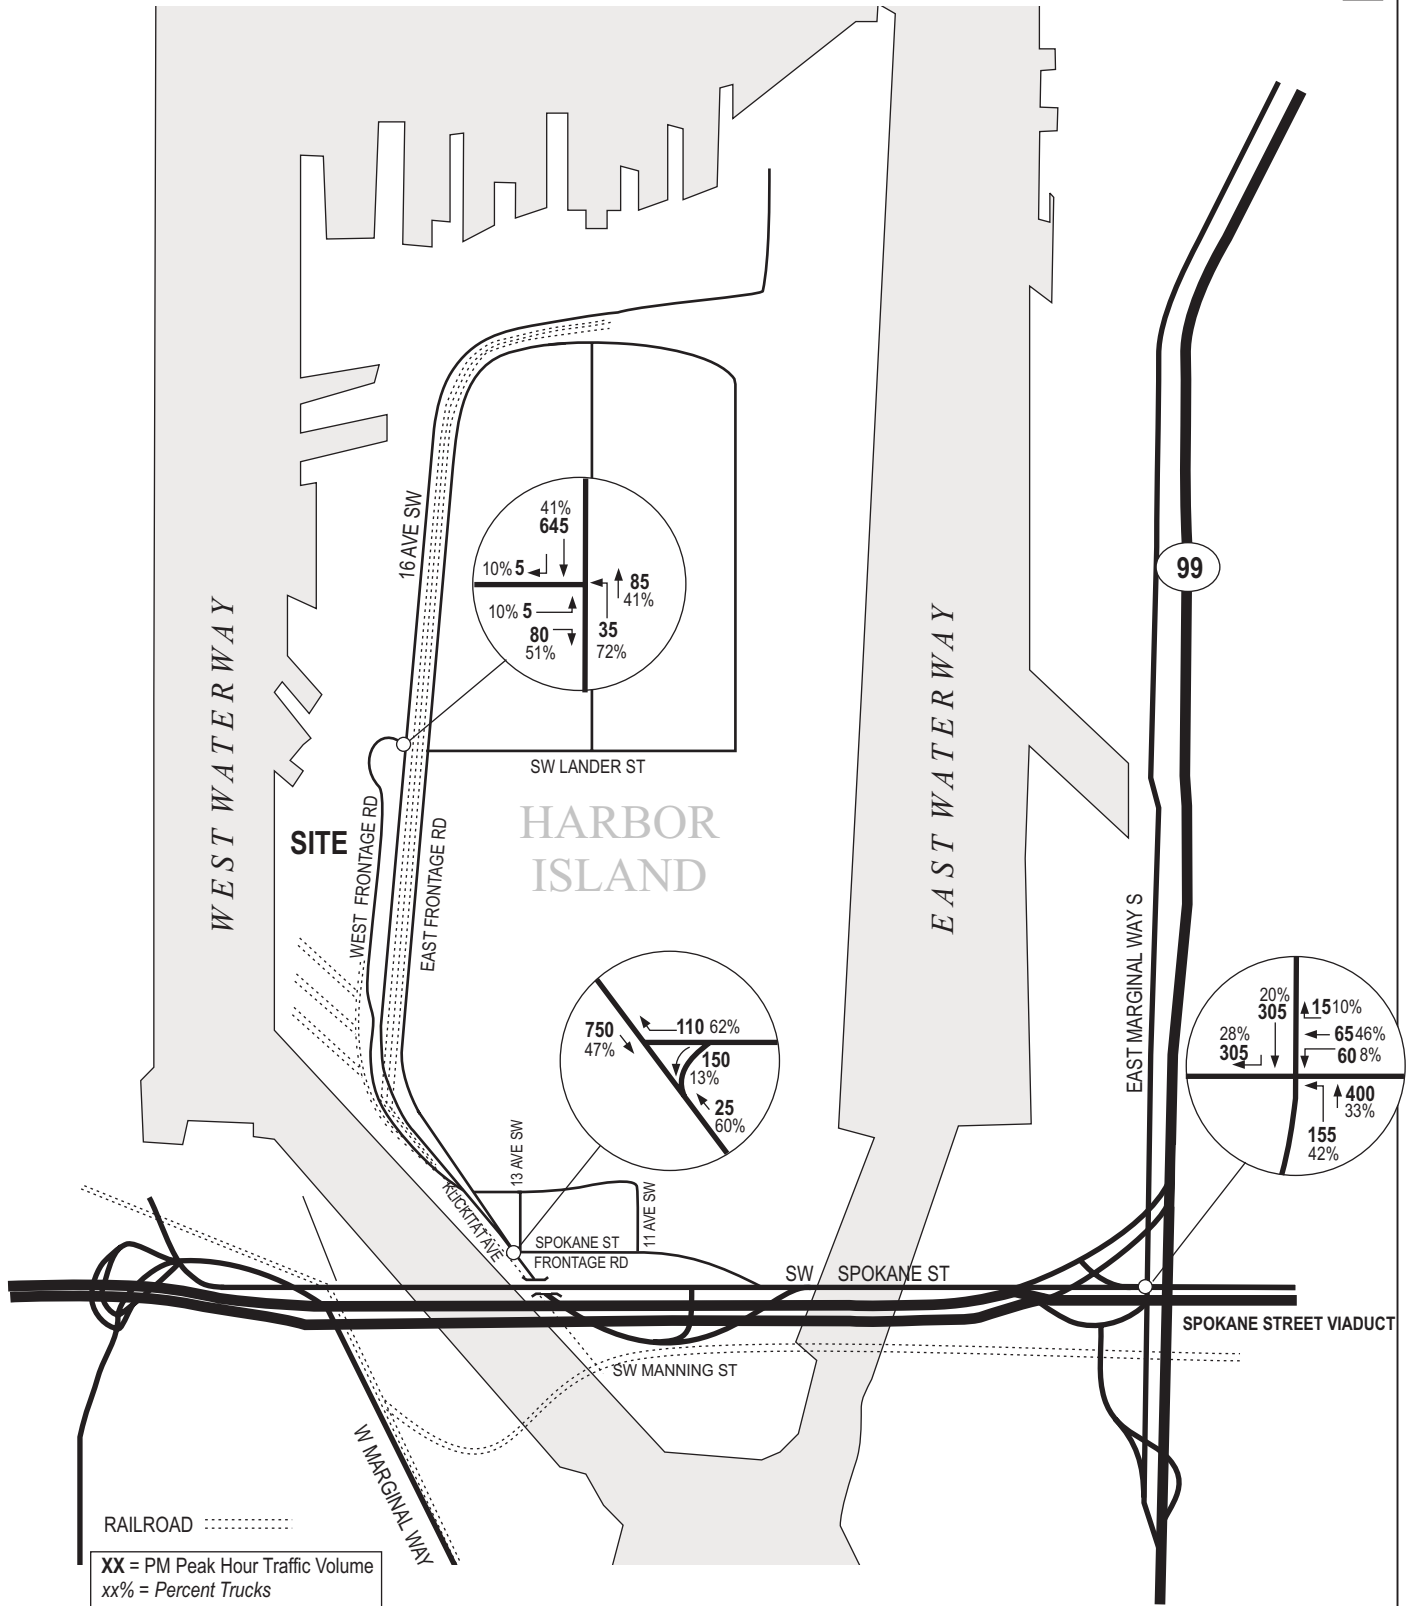 41%
645
10% 5
85
41%
10% 5
80
51%
35
72%
16 AVE SW
99
WEST WATERWAY
EAST WATERWAY
SW LANDER ST
HARBOR
ISLAND
SITE
WEST FRONTAGE RD
EAST FRONTAGE RD
EAST MARGINAL WAY S
750
47%
110 62%
150
13%
25
60%
20%
305
15 10%
28%
305
65 46%
60 8%
400
33%
155
42%
13 AVE SW
11 AVE SW
KLICKITAT AVE
SPOKANE ST
FRONTAGE RD
SW SPOKANE ST
SPOKANE STREET VIADUCT
SW MANNING ST
W MARGINAL WAY
RAILROAD
XX = PM Peak Hour Traffic Volume
xx% = Percent Trucks